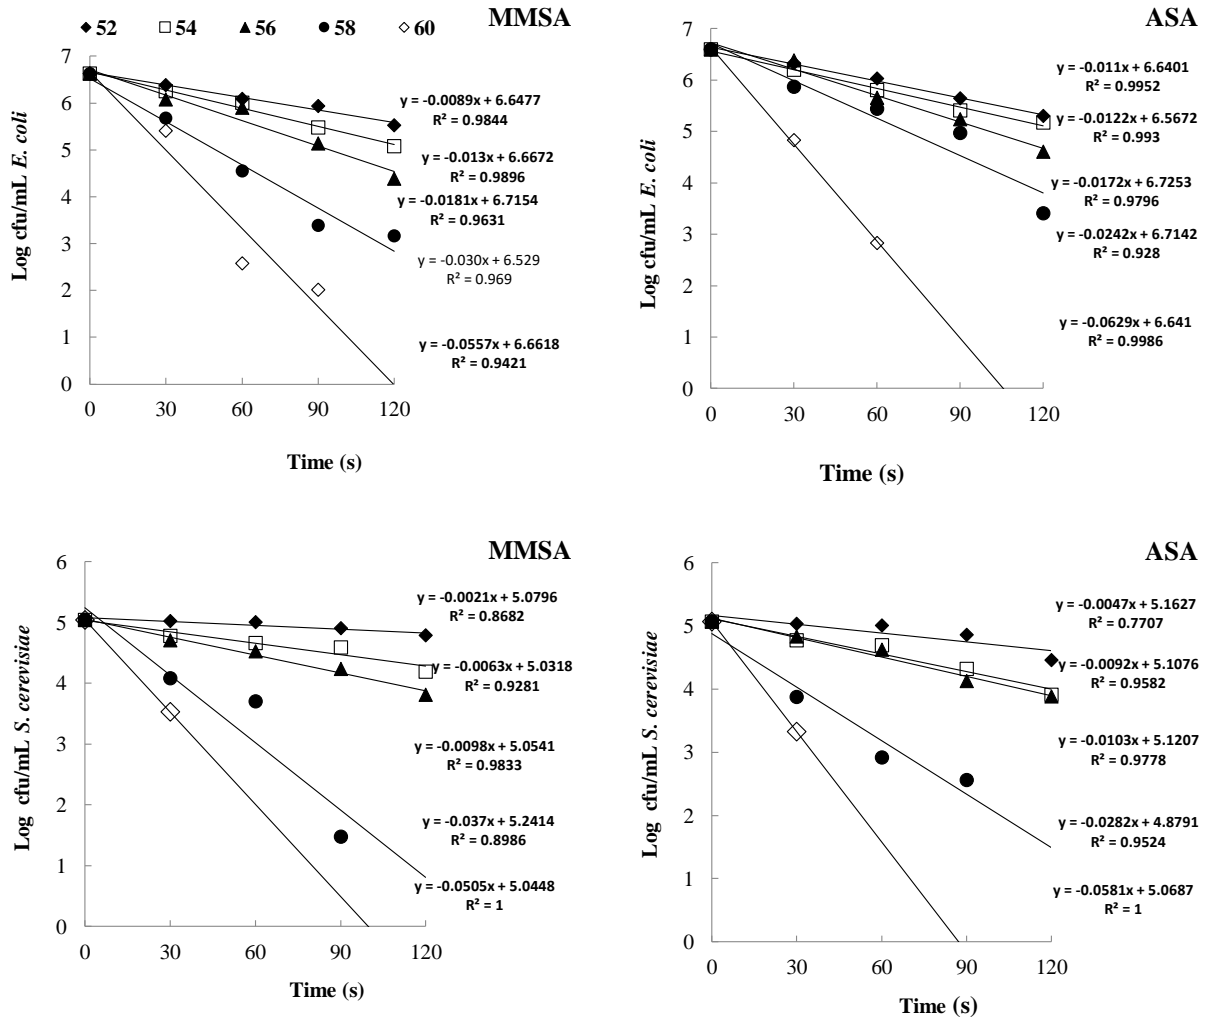 52 54 56 58 60
MMSA
7
6
5
4
3
2
1
0
0 30 60 90 120
Log cfu/mL E. coli
Time (s)
y = -0.0089x + 6.6477
R² = 0.9844
y = -0.013x + 6.6672
R² = 0.9896
y = -0.0181x + 6.7154
R² = 0.9631
y = -0.030x + 6.529
R² = 0.969
y = -0.0557x + 6.6618
R² = 0.9421
ASA
7
6
5
4
3
2
1
0
0 30 60 90 120
Log cfu/mL E. coli
Time (s)
y = -0.011x + 6.6401
R² = 0.9952
y = -0.0122x + 6.5672
R² = 0.993
y = -0.0172x + 6.7253
R² = 0.9796
y = -0.0242x + 6.7142
R² = 0.928
y = -0.0629x + 6.641
R² = 0.9986
MMSA
6
5
4
3
2
1
0
0 30 60 90 120
Log cfu/mL S. cerevisiae
Time (s)
y = -0.0021x + 5.0796
R² = 0.8682
y = -0.0063x + 5.0318
R² = 0.9281
y = -0.0098x + 5.0541
R² = 0.9833
y = -0.037x + 5.2414
R² = 0.8986
y = -0.0505x + 5.0448
R² = 1
ASA
6
5
4
3
2
1
0
0 30 60 90 120
Log cfu/mL S. cerevisiae
Time (s)
y = -0.0047x + 5.1627
R² = 0.7707
y = -0.0092x + 5.1076
R² = 0.9582
y = -0.0103x + 5.1207
R² = 0.9778
y = -0.0282x + 4.8791
R² = 0.9524
y = -0.0581x + 5.0687
R² = 1